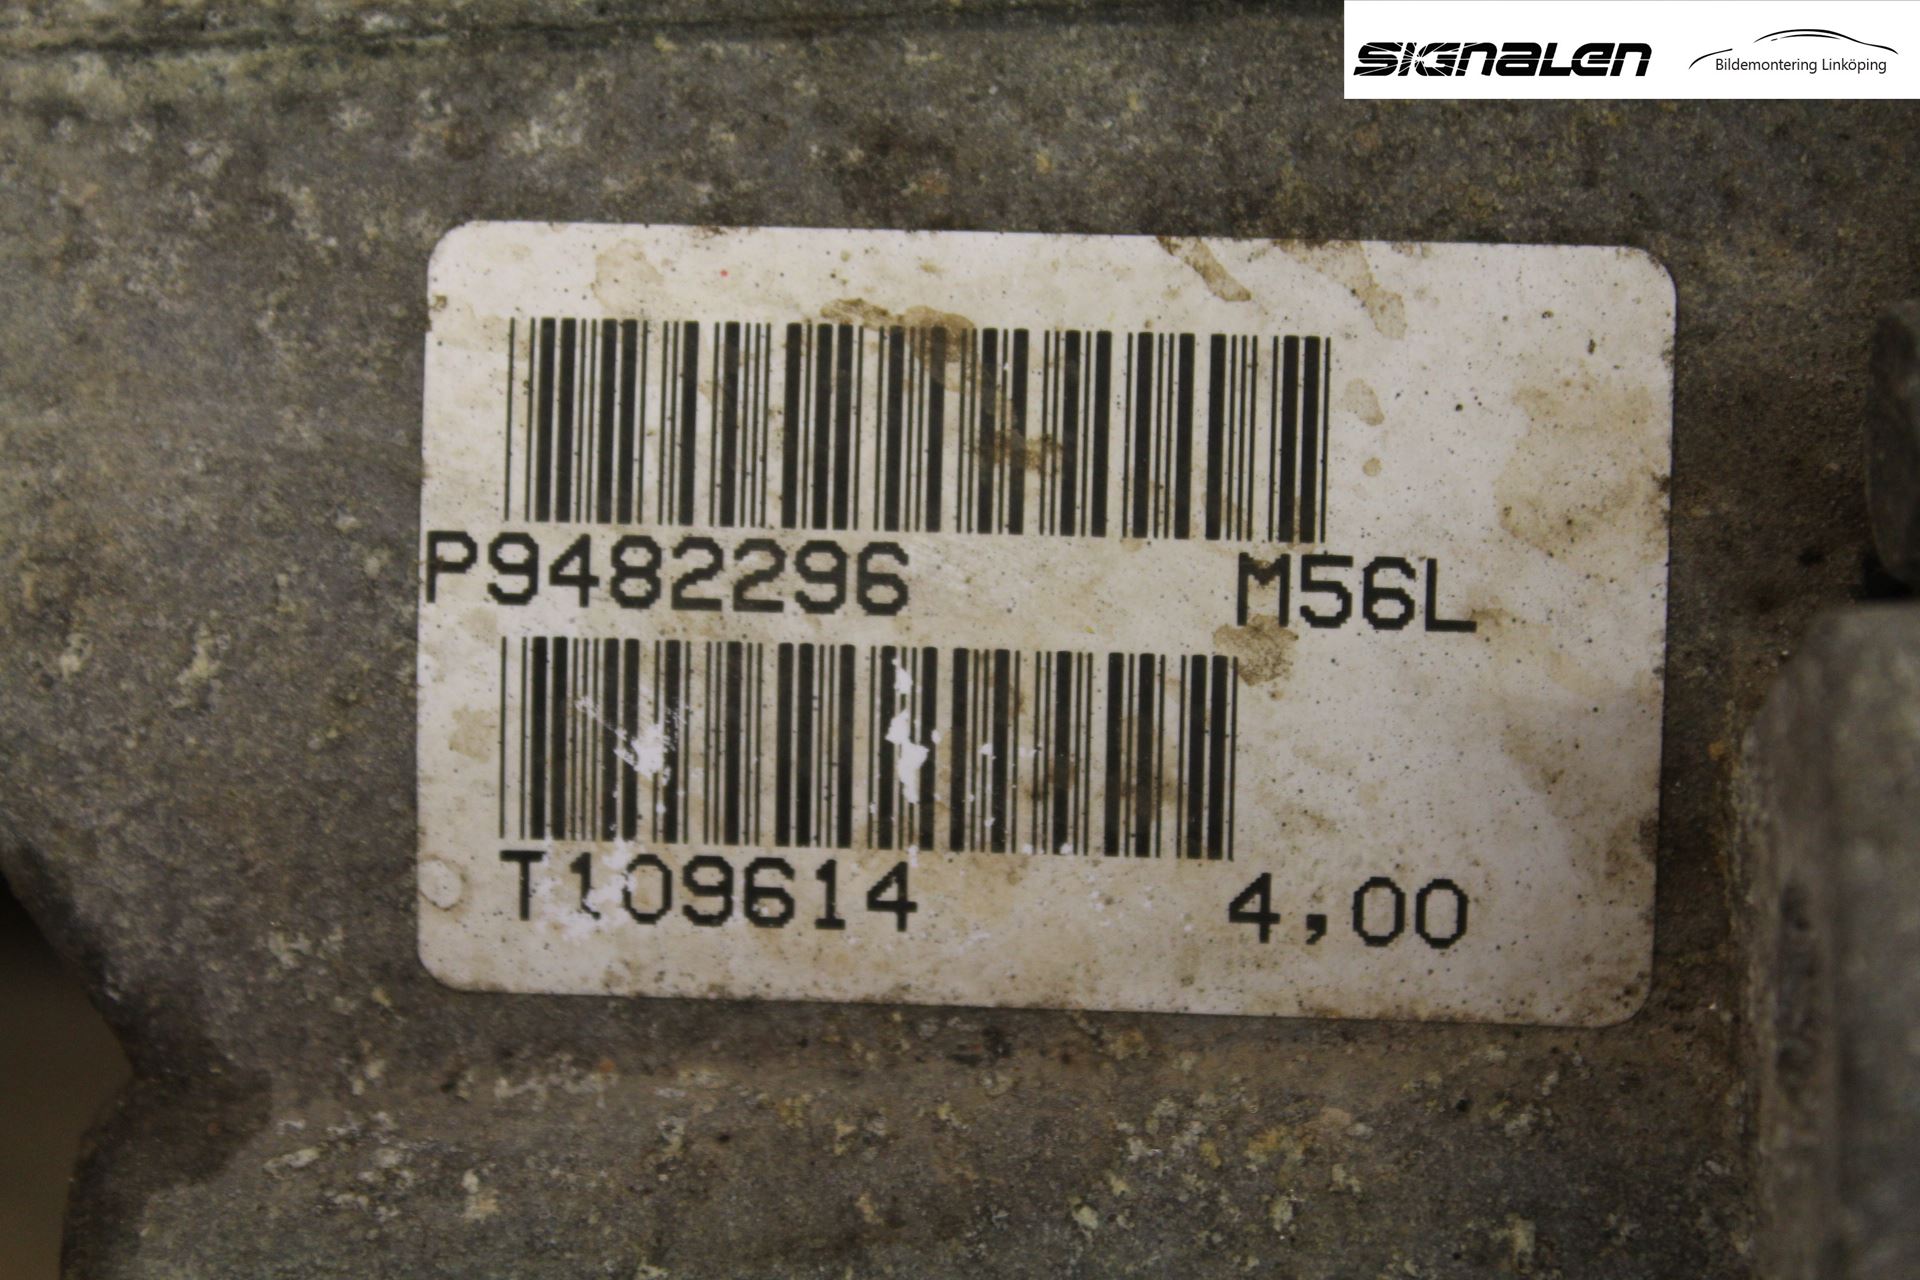 SIGNALEN Bildemontering Linköping
P9482296 M56L
T109614 4,00